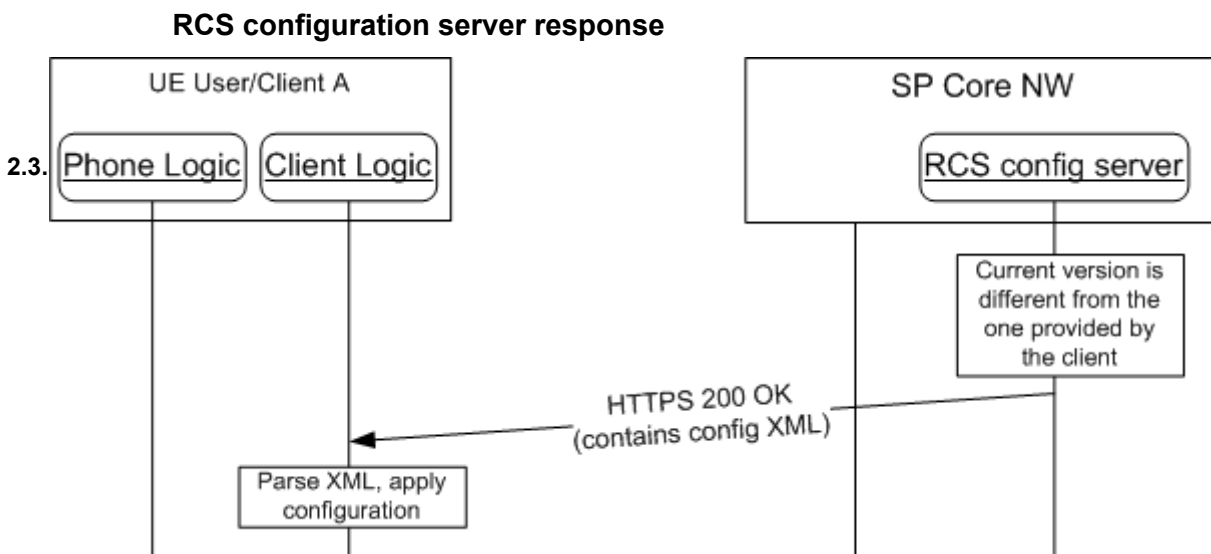 RCS configuration server response
UE User/Client A
SP Core NW
2.3.
Phone Logic
Client Logic
RCS config server
Current version is
different from the
one provided by
the client
HTTPS 200 OK
(contains config XML)
Parse XML, apply
configuration